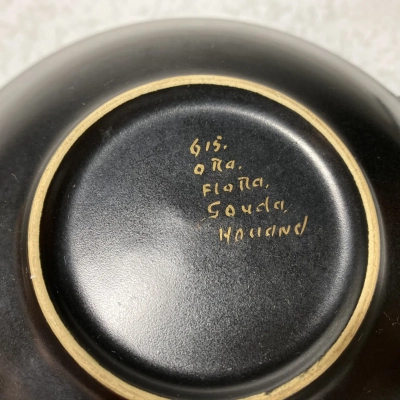 615.
ORa.
FloRa.
Gouda.
HOLLAND